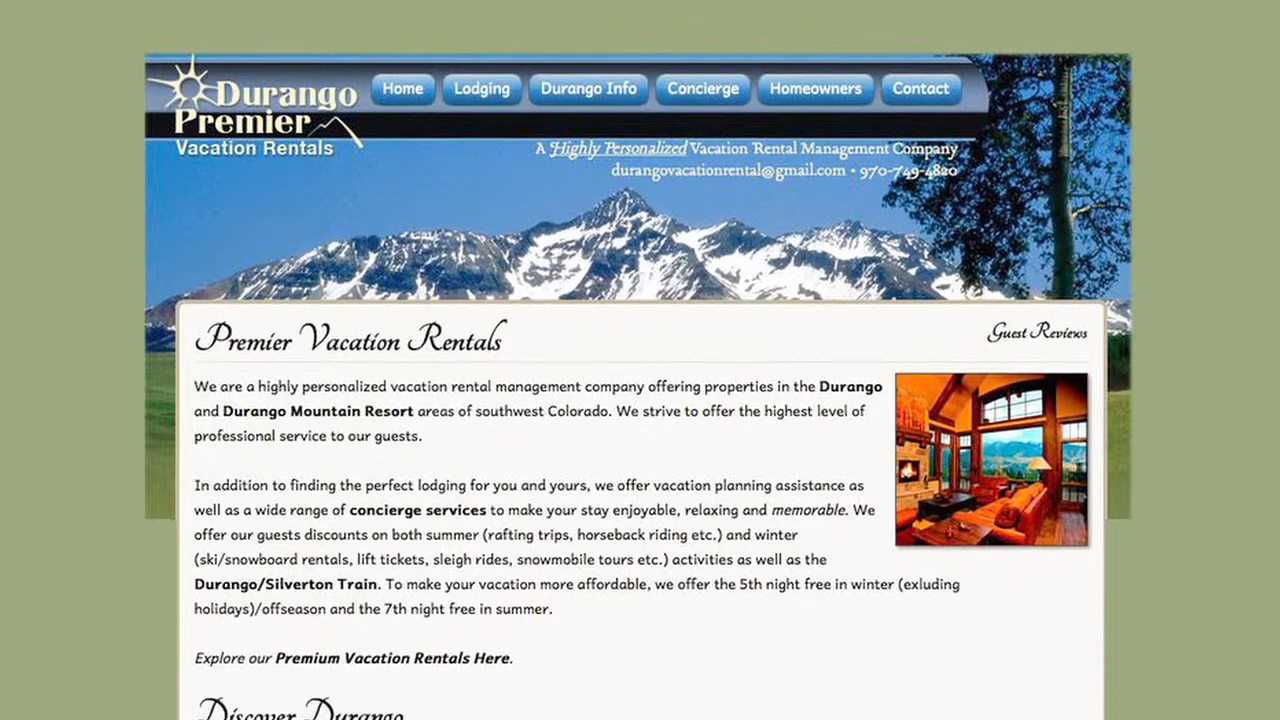 Durango
Premier
Vacation Rentals
Home Lodging Durango Info Concierge Homeowners Contact
A Highly Personalized Vacation Rental Management Company
durangovacationrental@gmail.com • 970-749-4820
Premier Vacation Rentals
Guest Reviews
We are a highly personalized vacation rental management company offering properties in the Durango
and Durango Mountain Resort areas of southwest Colorado. We strive to offer the highest level of
professional service to our guests.
In addition to finding the perfect lodging for you and yours, we offer vacation planning assistance as
well as a wide range of concierge services to make your stay enjoyable, relaxing and memorable. We
offer our guests discounts on both summer (rafting trips, horseback riding etc.) and winter
(ski/snowboard rentals, lift tickets, sleigh rides, snowmobile tours etc.) activities as well as the
Durango/Silverton Train. To make your vacation more affordable, we offer the 5th night free in winter (exluding
holidays)/offseason and the 7th night free in summer.
Explore our Premium Vacation Rentals Here.
Discover Durango